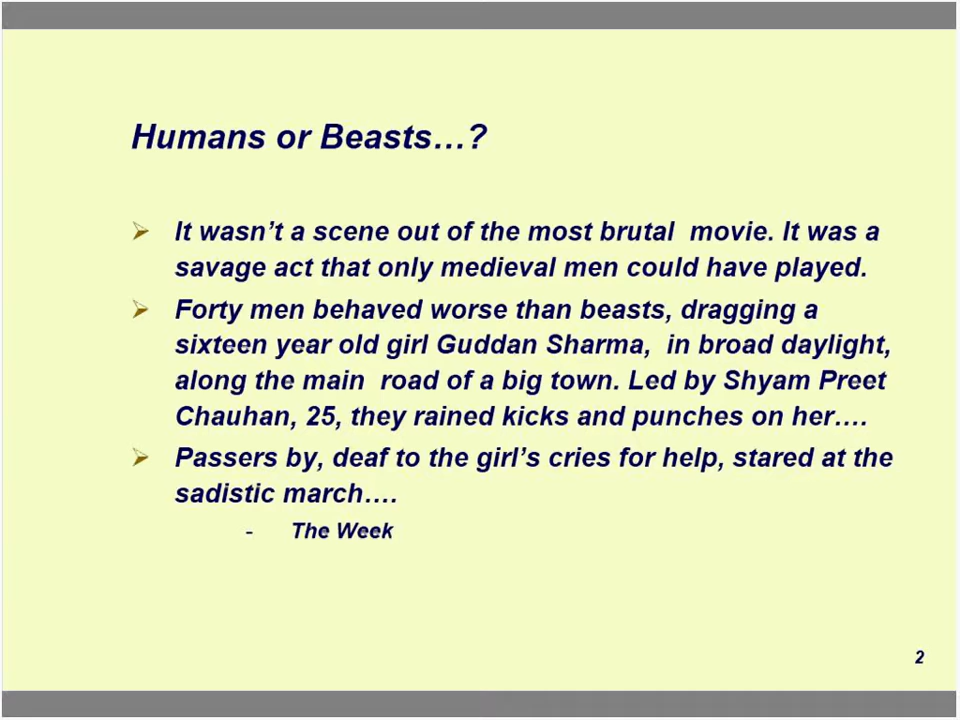 Humans or Beasts…?
It wasn’t a scene out of the most brutal movie. It was a
savage act that only medieval men could have played.
Forty men behaved worse than beasts, dragging a
sixteen year old girl Guddan Sharma, in broad daylight,
along the main road of a big town. Led by Shyam Preet
Chauhan, 25, they rained kicks and punches on her….
Passers by, deaf to the girl’s cries for help, stared at the
sadistic march….
- The Week
2